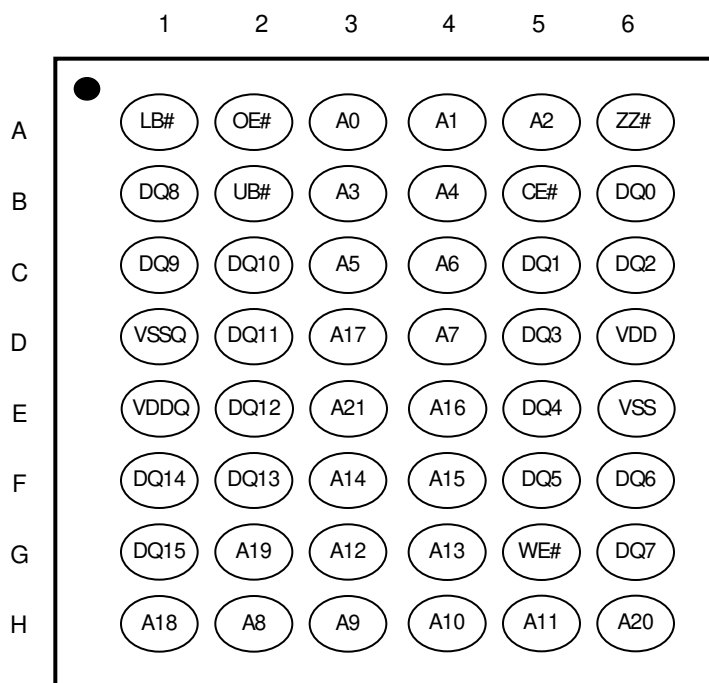 1 2 3 4 5 6
A LB# OE# A0 A1 A2 ZZ#
B DQ8 UB# A3 A4 CE# DQ0
C DQ9 DQ10 A5 A6 DQ1 DQ2
D VSSQ DQ11 A17 A7 DQ3 VDD
E VDDQ DQ12 A21 A16 DQ4 VSS
F DQ14 DQ13 A14 A15 DQ5 DQ6
G DQ15 A19 A12 A13 WE# DQ7
H A18 A8 A9 A10 A11 A20